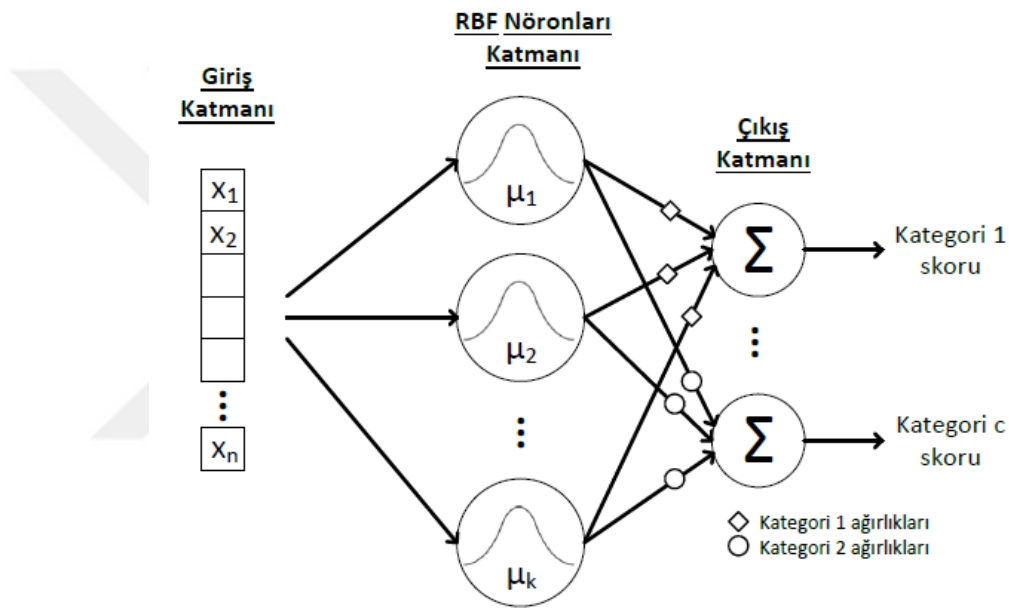 RBF Nöronları
Katmanı
Giriş
Katmanı
Çıkış
Katmanı
X1
X2
Xn
μ1
μ2
μk
Σ
Σ
Kategori 1
skoru
Kategori c
skoru
Kategori 1 ağırlıkları
Kategori 2 ağırlıkları